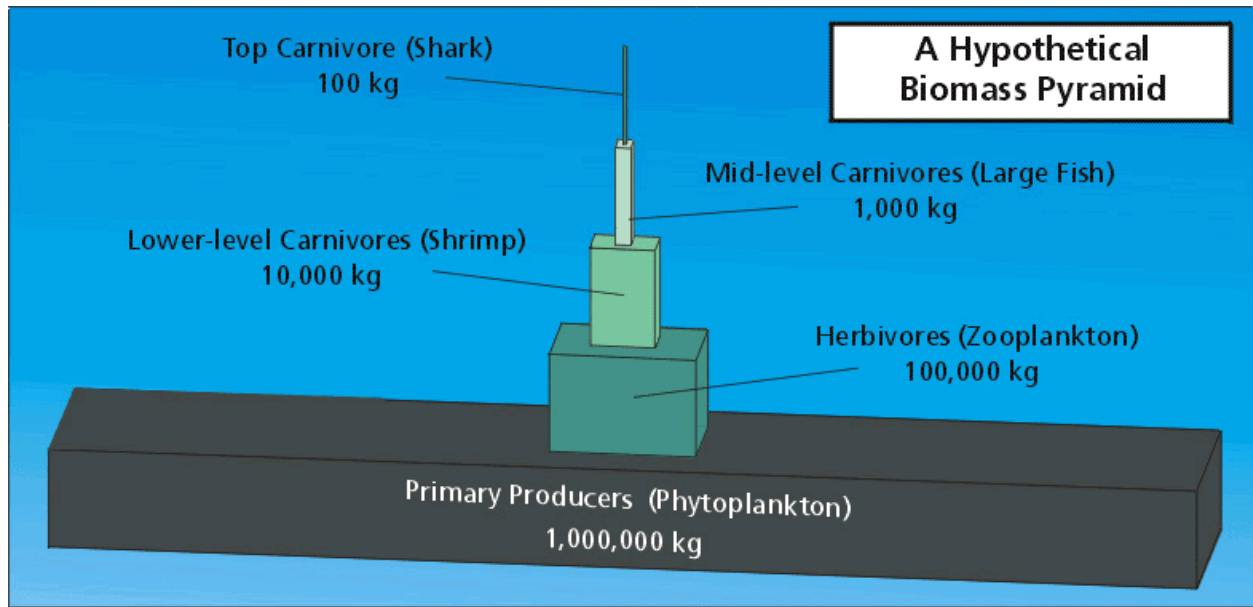 A Hypothetical
Biomass Pyramid
Top Carnivore (Shark)
100 kg
Mid-level Carnivores (Large Fish)
1,000 kg
Lower-level Carnivores (Shrimp)
10,000 kg
Herbivores (Zooplankton)
100,000 kg
Primary Producers (Phytoplankton)
1,000,000 kg